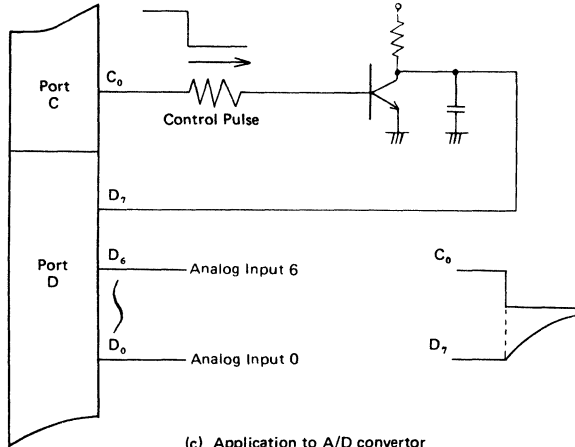 C₀
Port
C
Control Pulse
D₇
D₆
Analog Input 6
C₀
Port
D
D₀
Analog Input 0
D₇
(c) Application to A/D convertor